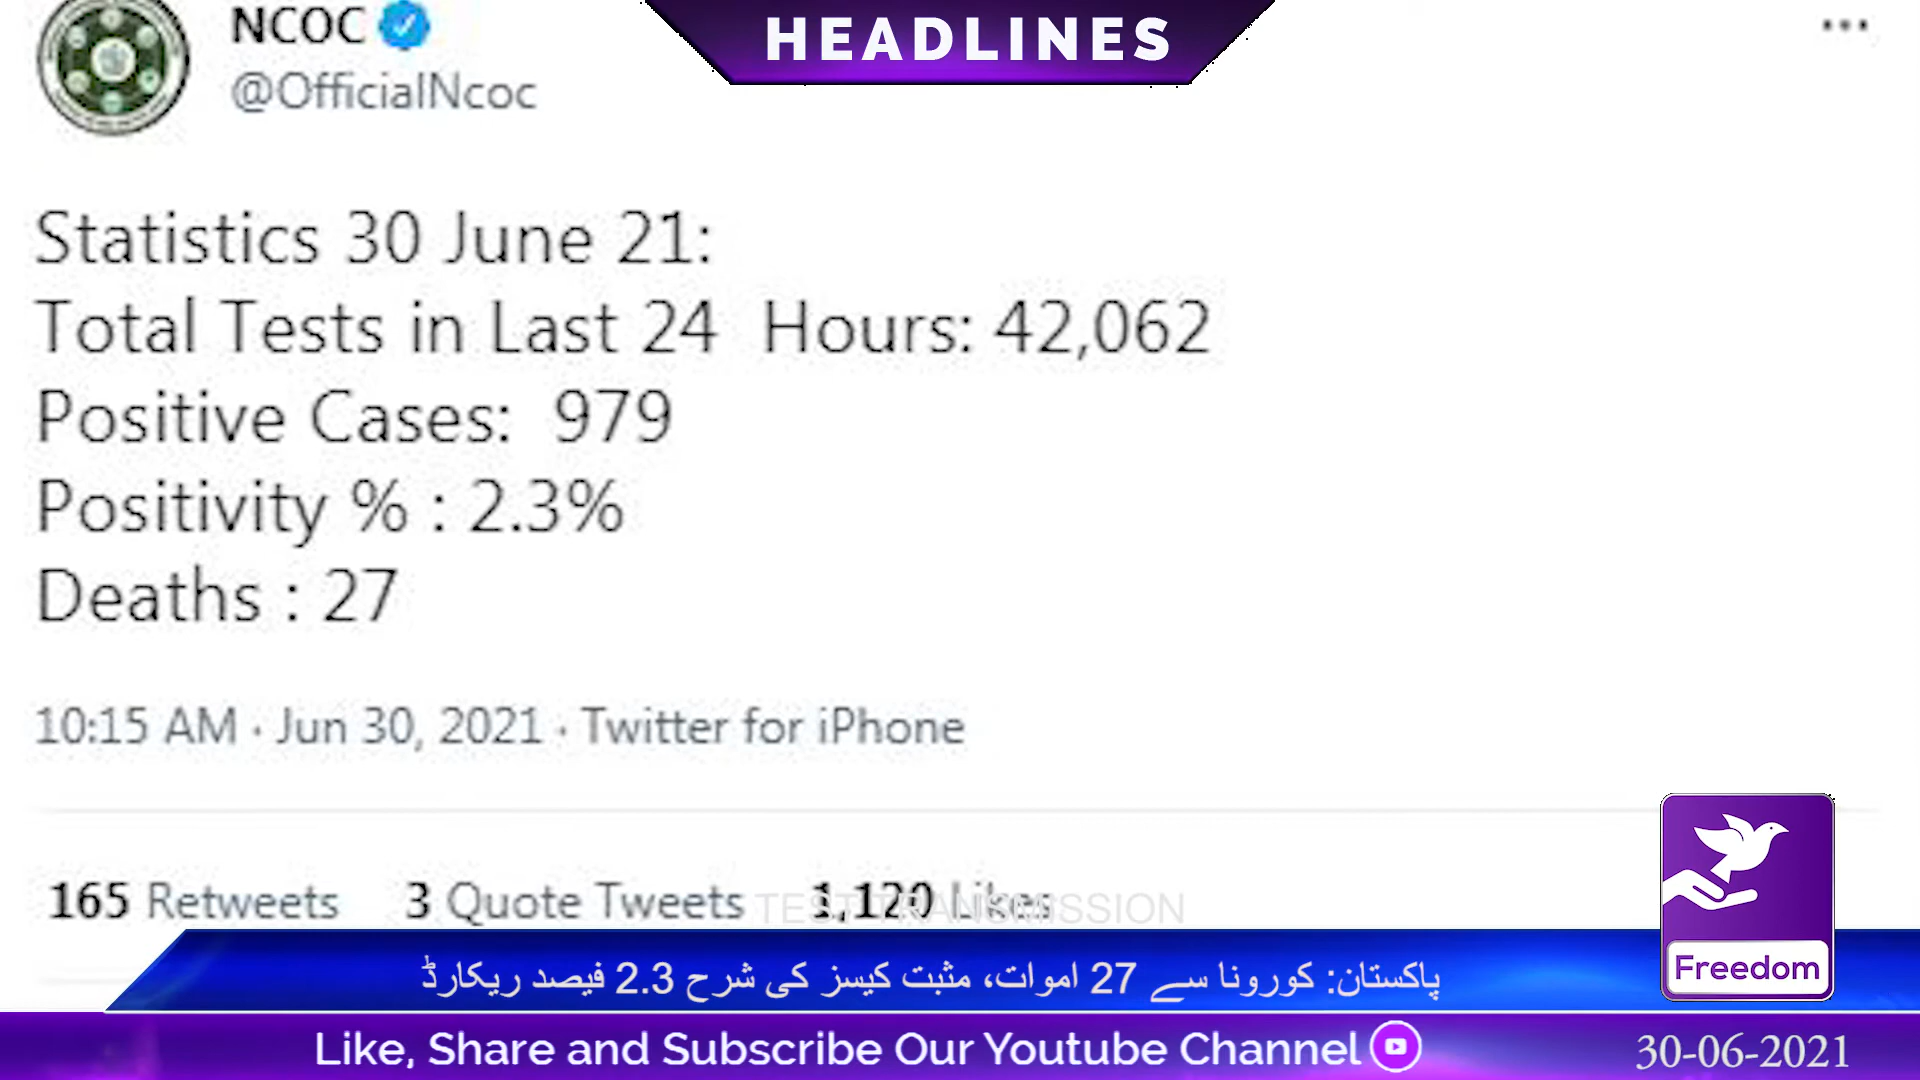 HEADLINES
NCOC
@OfficialNcoc
Statistics 30 June 21:
Total Tests in Last 24 Hours: 42,062
Positive Cases: 979
Positivity % : 2.3%
Deaths : 27
10:15 AM · Jun 30, 2021 · Twitter for iPhone
165 Retweets 3 Quote Tweets 1,120 Likes
TEST TRANSMISSION
پاکستان: کورونا سے 27 اموات، مثبت کیسز کی شرح 2.3 فیصد ریکارڈ
Freedom
Like, Share and Subscribe Our Youtube Channel
30-06-2021